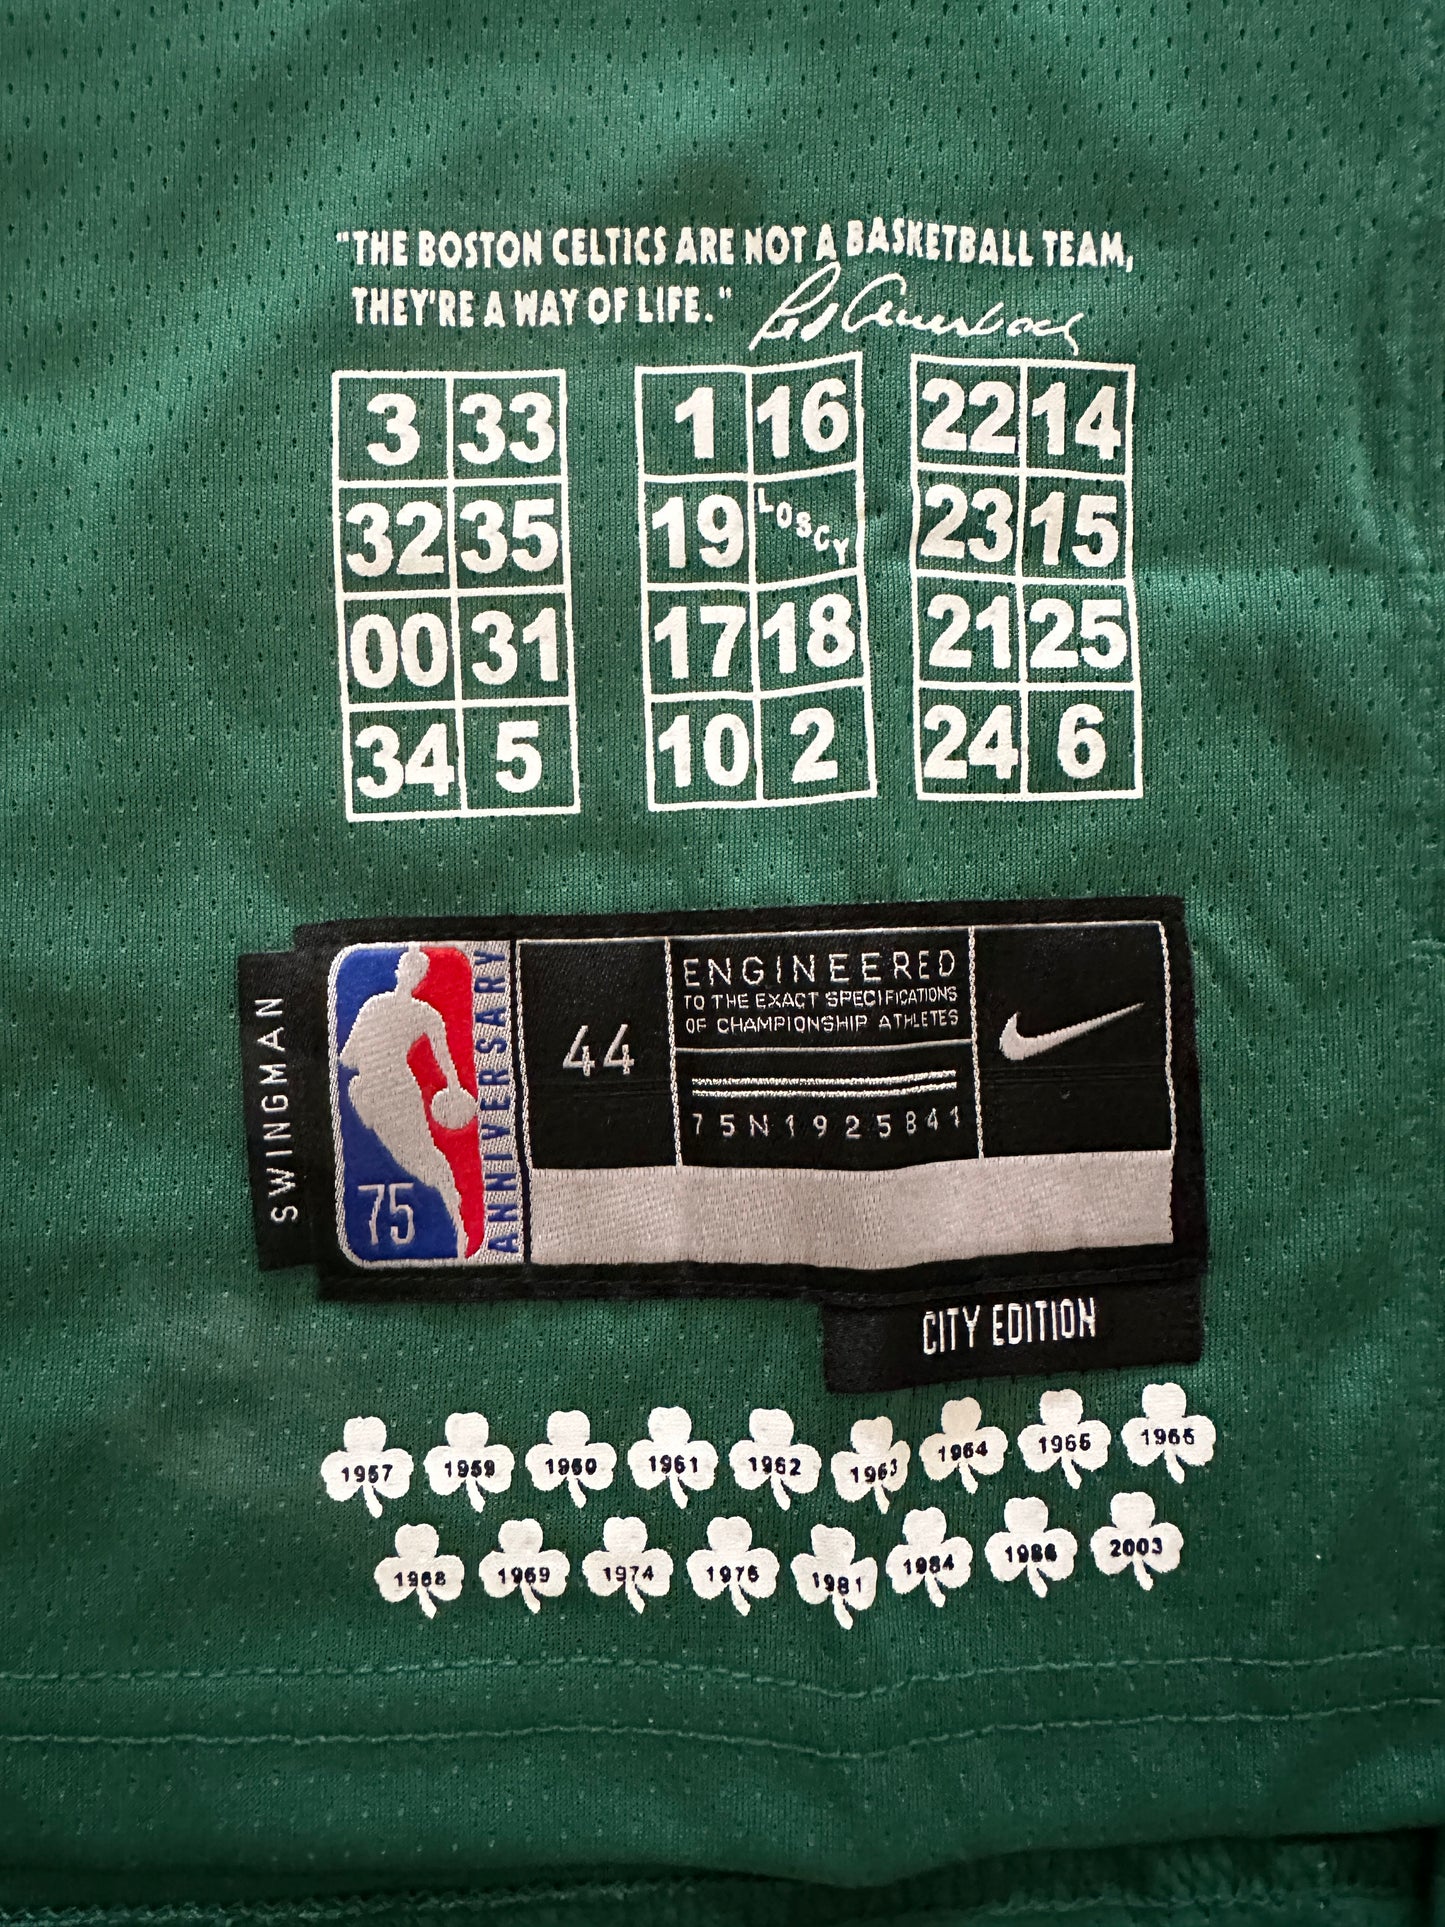 "THE BOSTON CELTICS ARE NOT A BASKETBALL TEAM,
THEY'RE A WAY OF LIFE." Red Auerbach
3 33
32 35
00 31
34 5
1 16
19 LOSCY
17 18
10 2
22 14
23 15
21 25
24 6
SWINGMAN
75
ANNIVERSARY
44
ENGINEERED
TO THE EXACT SPECIFICATIONS
OF CHAMPIONSHIP ATHLETES
75N1925841
CITY EDITION
1957 1959 1960 1961 1962 1963 1964 1965 1966
1968 1969 1974 1976 1981 1984 1986 2003